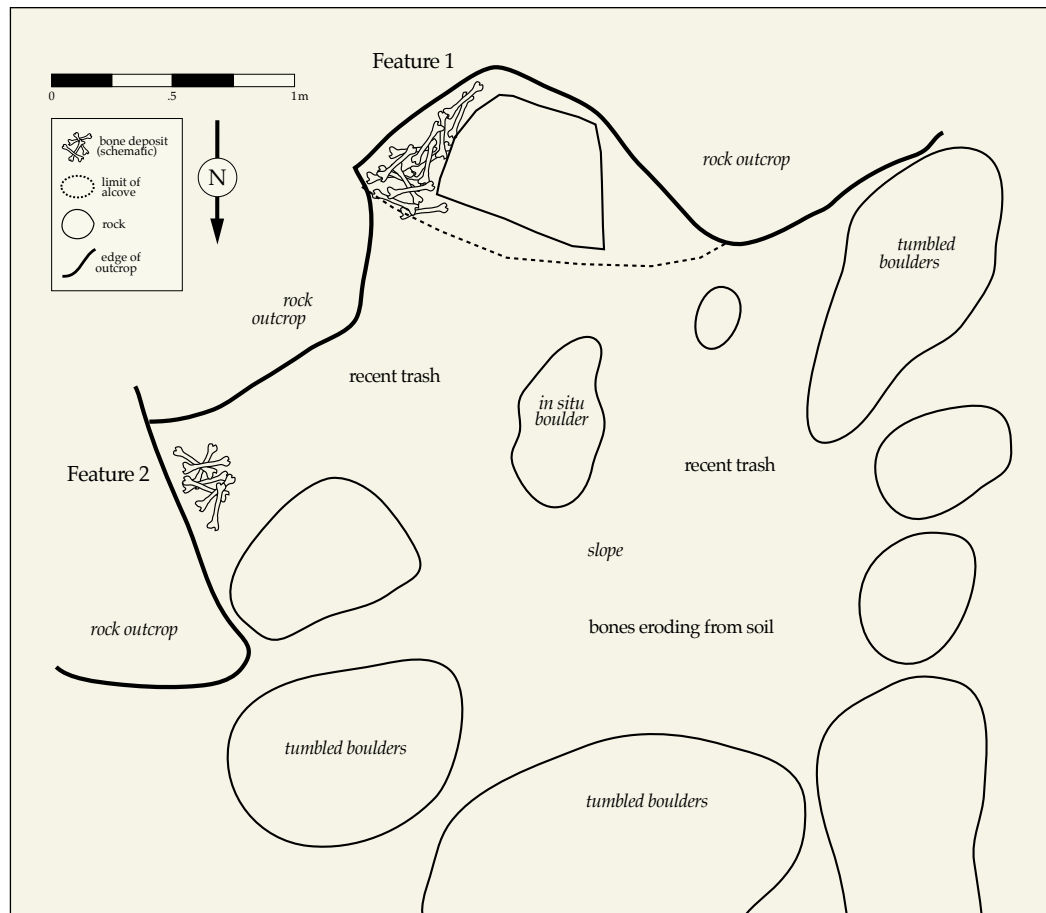 Feature 1
0 .5 1 m
bone deposit
(schematic)
limit of
alcove
rock
edge of
outcrop
N
rock outcrop
tumbled
boulders
rock
outcrop
recent trash
in situ
boulder
recent trash
Feature 2
slope
bones eroding from soil
rock outcrop
tumbled boulders
tumbled boulders